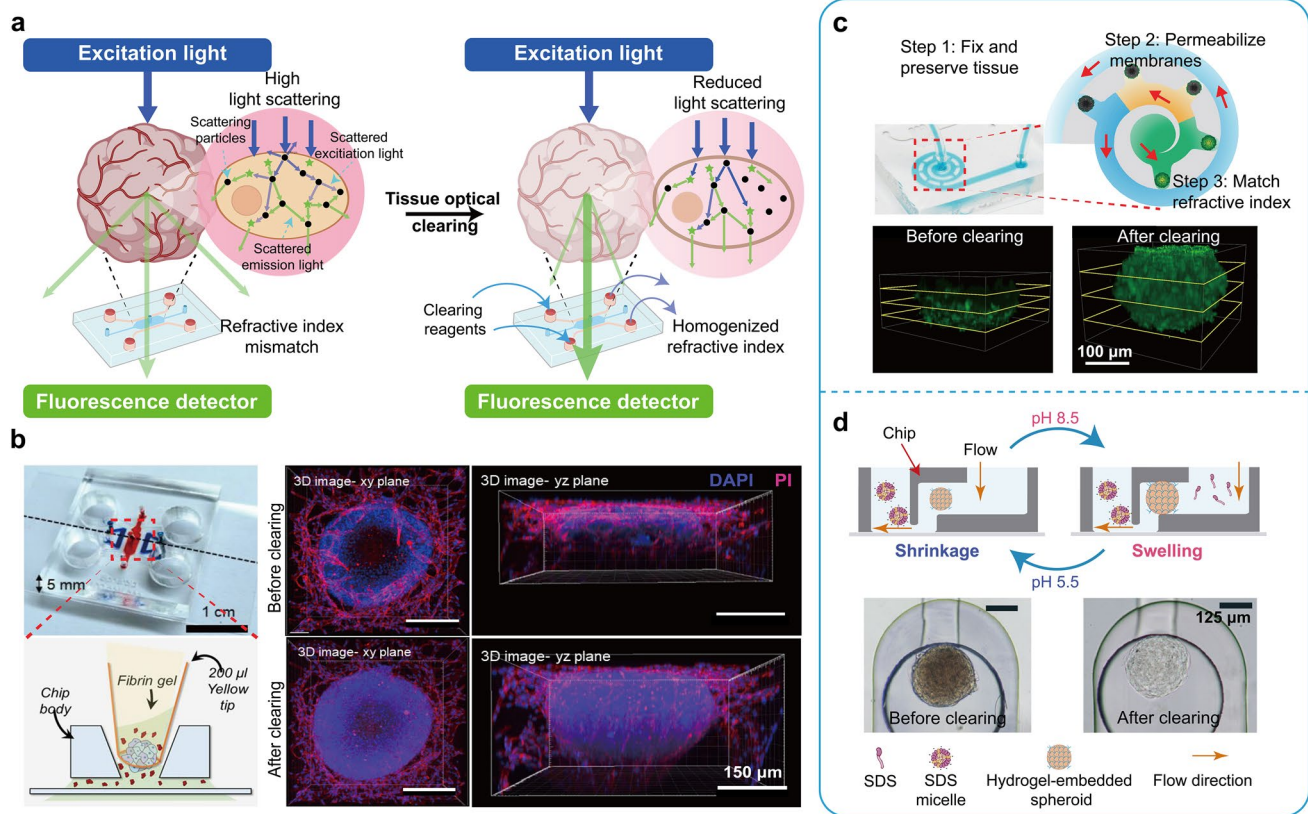 a
Excitation light
High
light scattering
Scattering
particles
Scattered
excitiation light
Scattered
emission light
Refractive index
mismatch
Fluorescence detector
Tissue optical
clearing
Excitation light
Reduced
light scattering
Clearing
reagents
Homogenized
refractive index
Fluorescence detector
b
5 mm
1 cm
Chip
body
Fibrin gel
200 µl
Yellow
tip
Before clearing
3D image- xy plane
3D image- yz plane
DAPI
PI
After clearing
3D image- xy plane
3D image- yz plane
150 µm
c
Step 1: Fix and
preserve tissue
Step 2: Permeabilize
membranes
Step 3: Match
refractive index
Before clearing
After clearing
100 µm
d
Chip
Flow
pH 8.5
Shrinkage
Swelling
pH 5.5
Before clearing
125 µm
After clearing
SDS
SDS
micelle
Hydrogel-embedded
spheroid
Flow direction